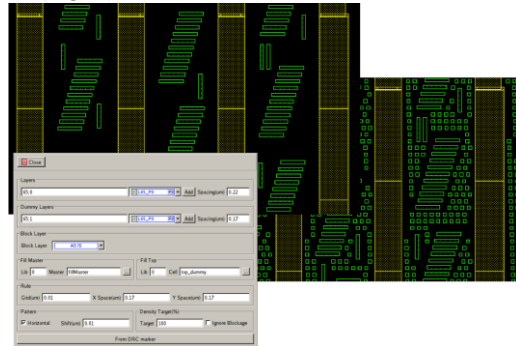 Close
Layers
65.0 Add Spacing(um) 0.22
Dummy Layers
65.1 Add Spacing(um) 0.17
Block Layer
Block Layer
Fill Master Fill Top
Lib 0 Master fillMaster ... Lib 0 Cell top_dummy ...
Rule
Grid(um) 0.01 X Space(um) 0.17 Y Space(um) 0.17
Pattern Density Target(%)
Horizontal Shift(um) 0.01 Target 100 Ignore Blockage
From DRC marker